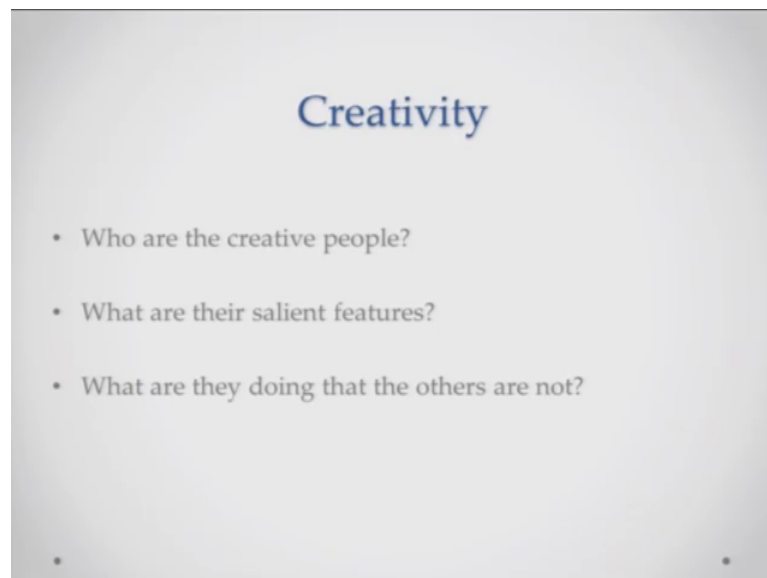 Creativity
• Who are the creative people?
• What are their salient features?
• What are they doing that the others are not?